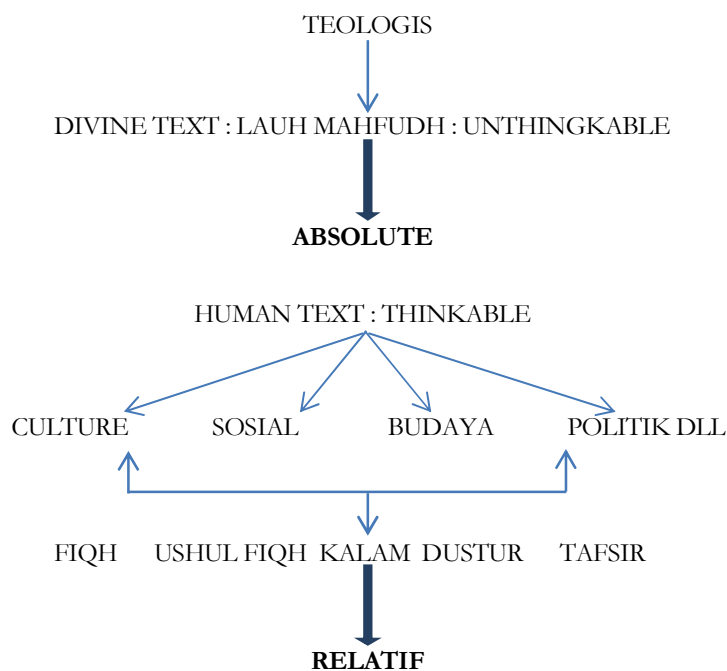 TEOLOGIS
DIVINE TEXT : LAUH MAHFUDH : UNTHINGKABLE
ABSOLUTE
HUMAN TEXT : THINKABLE
CULTURE SOSIAL BUDAYA POLITIK DLL
FIQH USHUL FIQH KALAM DUSTUR TAFSIR
RELATIF